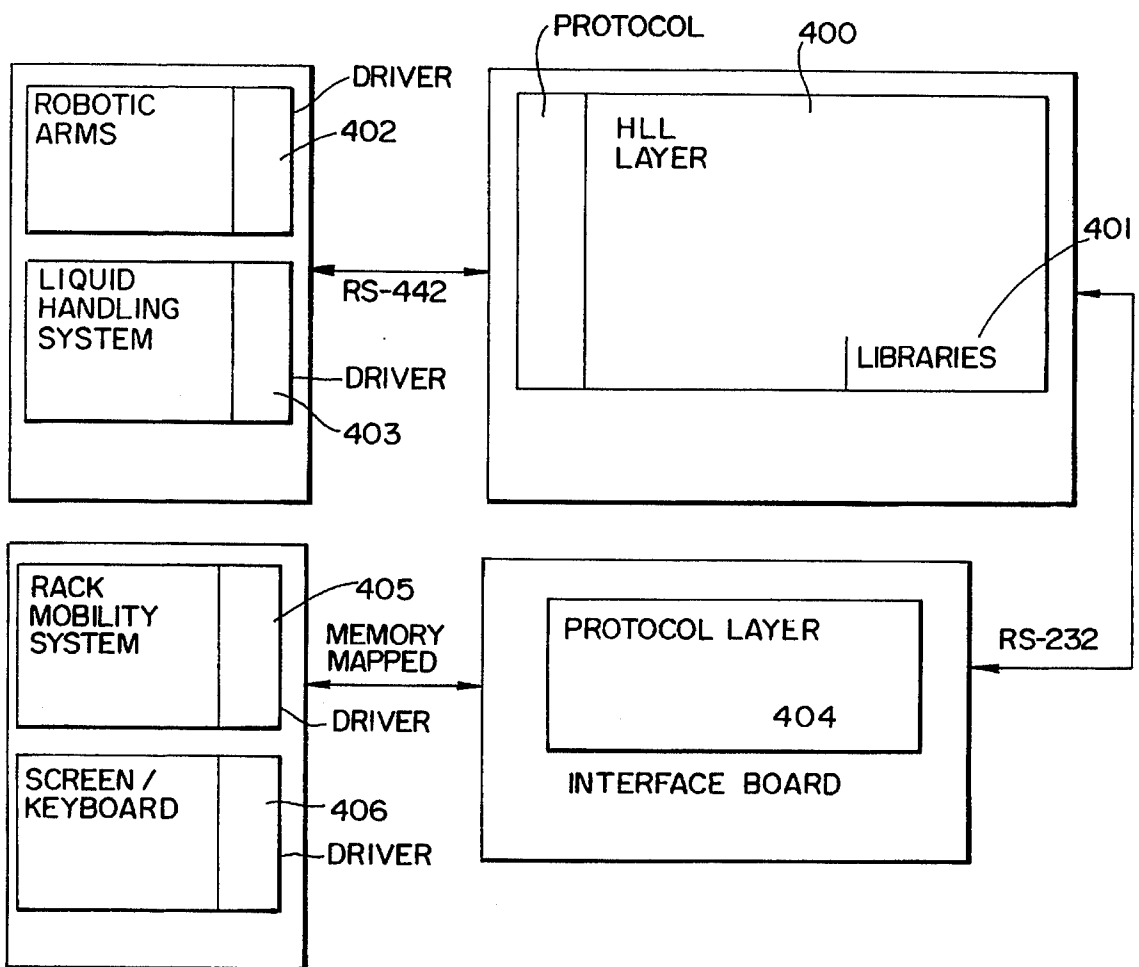 PROTOCOL
400
DRIVER
ROBOTIC
ARMS
402
HLL
LAYER
401
LIQUID
HANDLING
SYSTEM
RS-442
LIBRARIES
DRIVER
403
RACK
MOBILITY
SYSTEM
405
MEMORY
MAPPED
PROTOCOL LAYER
RS-232
DRIVER
404
SCREEN /
KEYBOARD
INTERFACE BOARD
406
DRIVER